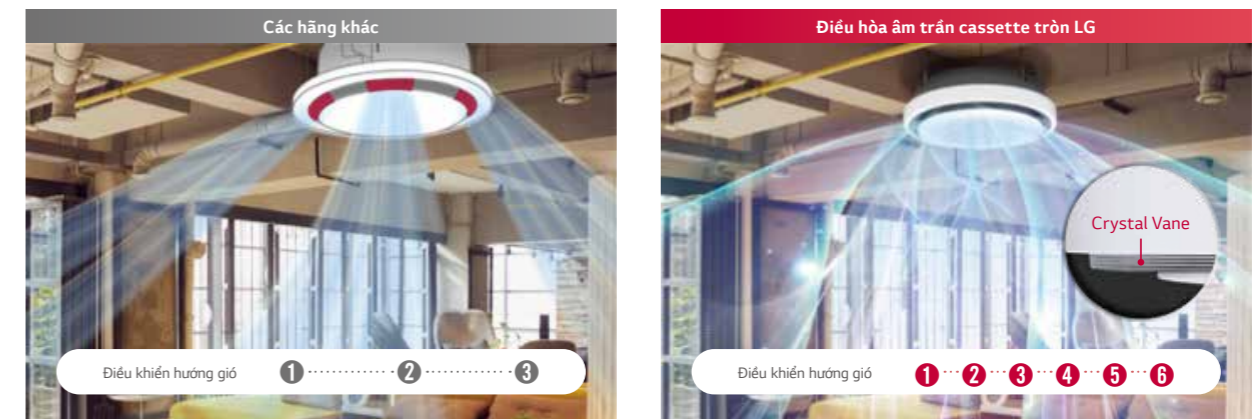 Các hãng khác
Điều khiển hướng gió 1 2 3
Điều hòa âm trần cassette tròn LG
Crystal Vane
Điều khiển hướng gió 1 2 3 4 5 6